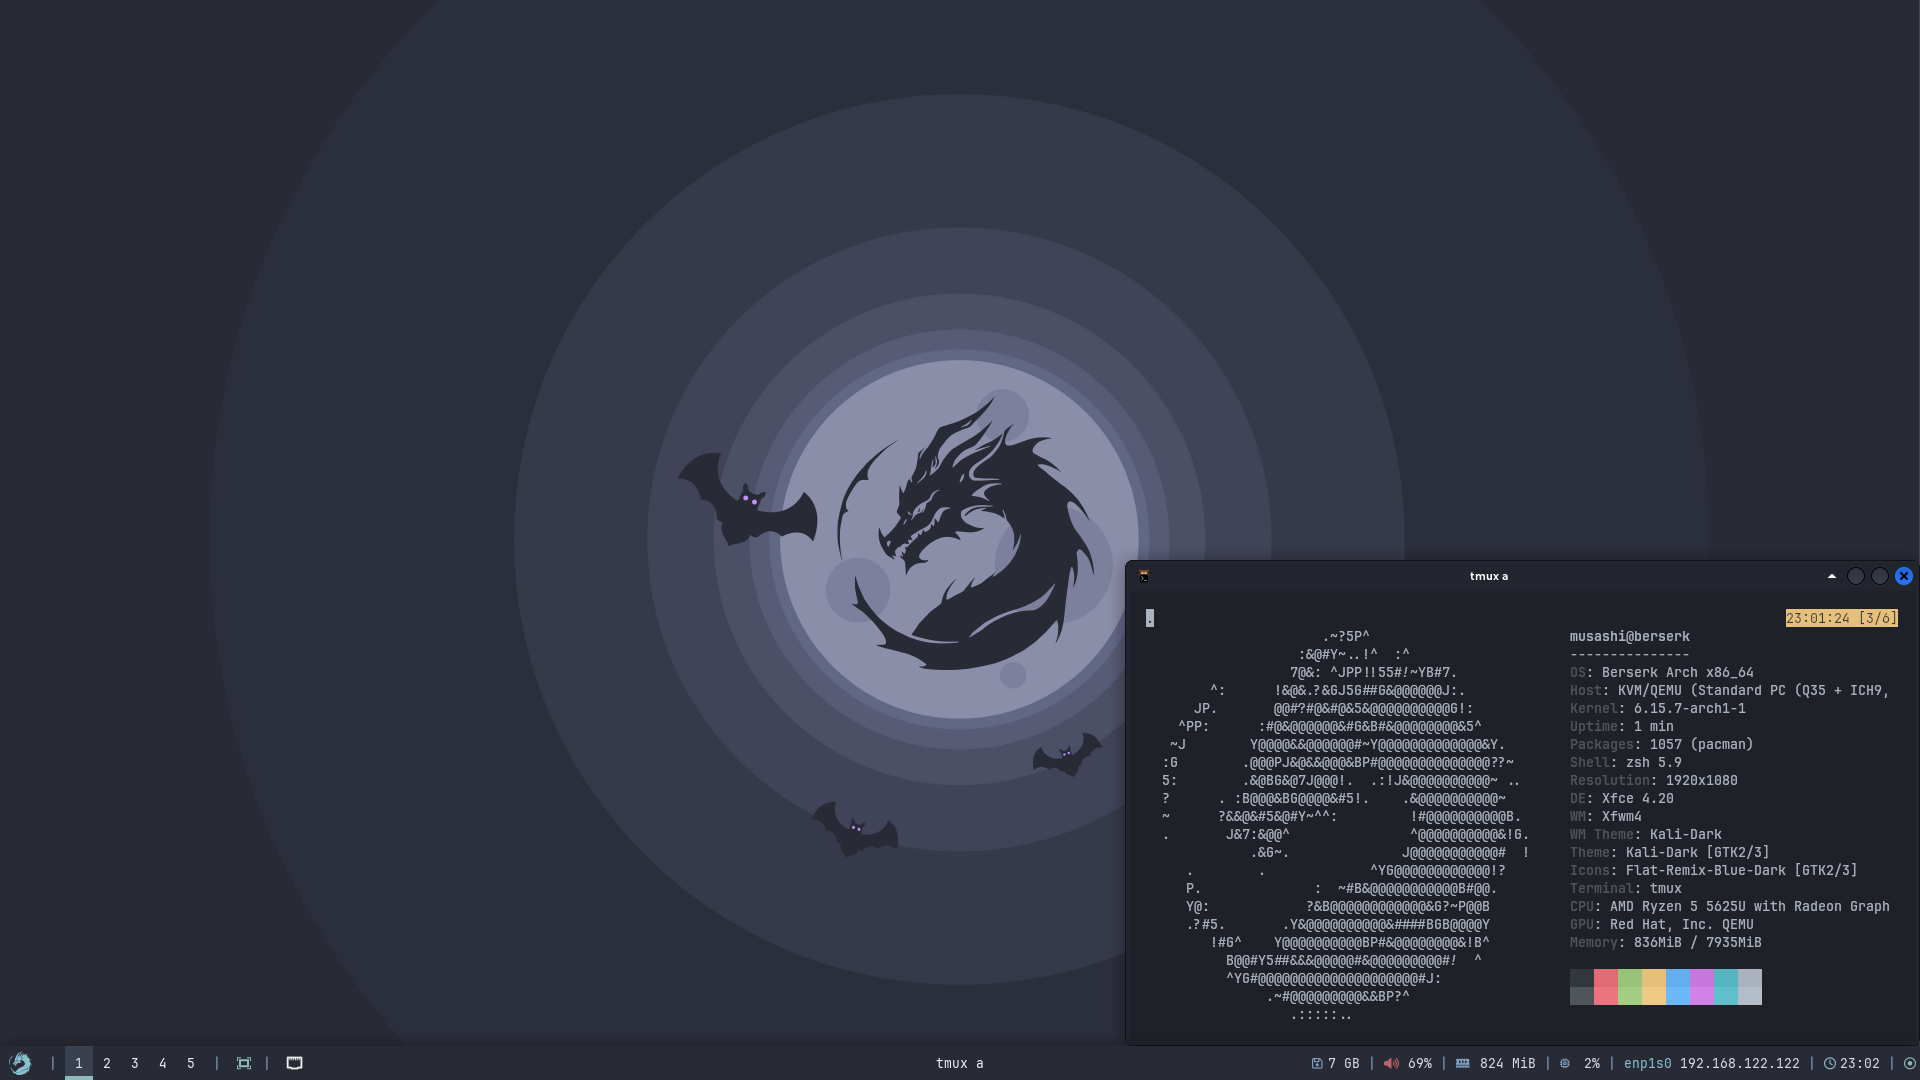 tmux a
23:01:24 [3/6]
musashi@berserk
---------------
OS: Berserk Arch x86_64
Host: KVM/QEMU (Standard PC (Q35 + ICH9,
Kernel: 6.15.7-arch1-1
Uptime: 1 min
Packages: 1057 (pacman)
Shell: zsh 5.9
Resolution: 1920x1080
DE: Xfce 4.20
WM: Xfwm4
WM Theme: Kali-Dark
Theme: Kali-Dark [GTK2/3]
Icons: Flat-Remix-Blue-Dark [GTK2/3]
Terminal: tmux
CPU: AMD Ryzen 5 5625U with Radeon Graph
GPU: Red Hat, Inc. QEMU
Memory: 836MiB / 7935MiB
| 1 2 3 4 5 | |
tmux a
7 GB | 69% | 824 MiB | 2% | enp1s0 192.168.122.122 | 23:02 |